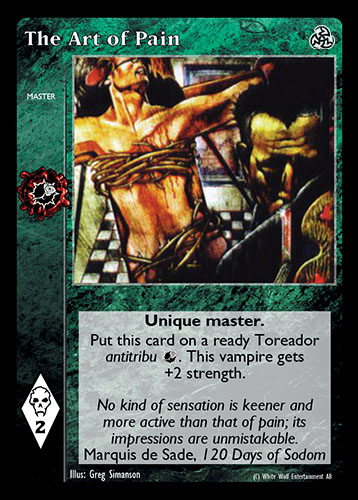 The Art of Pain
MASTER
Unique master.
Put this card on a ready Toreador
antitribu . This vampire gets
+2 strength.
No kind of sensation is keener and
more active than that of pain; its
impressions are unmistakable.
Marquis de Sade, 120 Days of Sodom
2
Illus: Greg Simanson
(C) White Wolf Entertainment AB